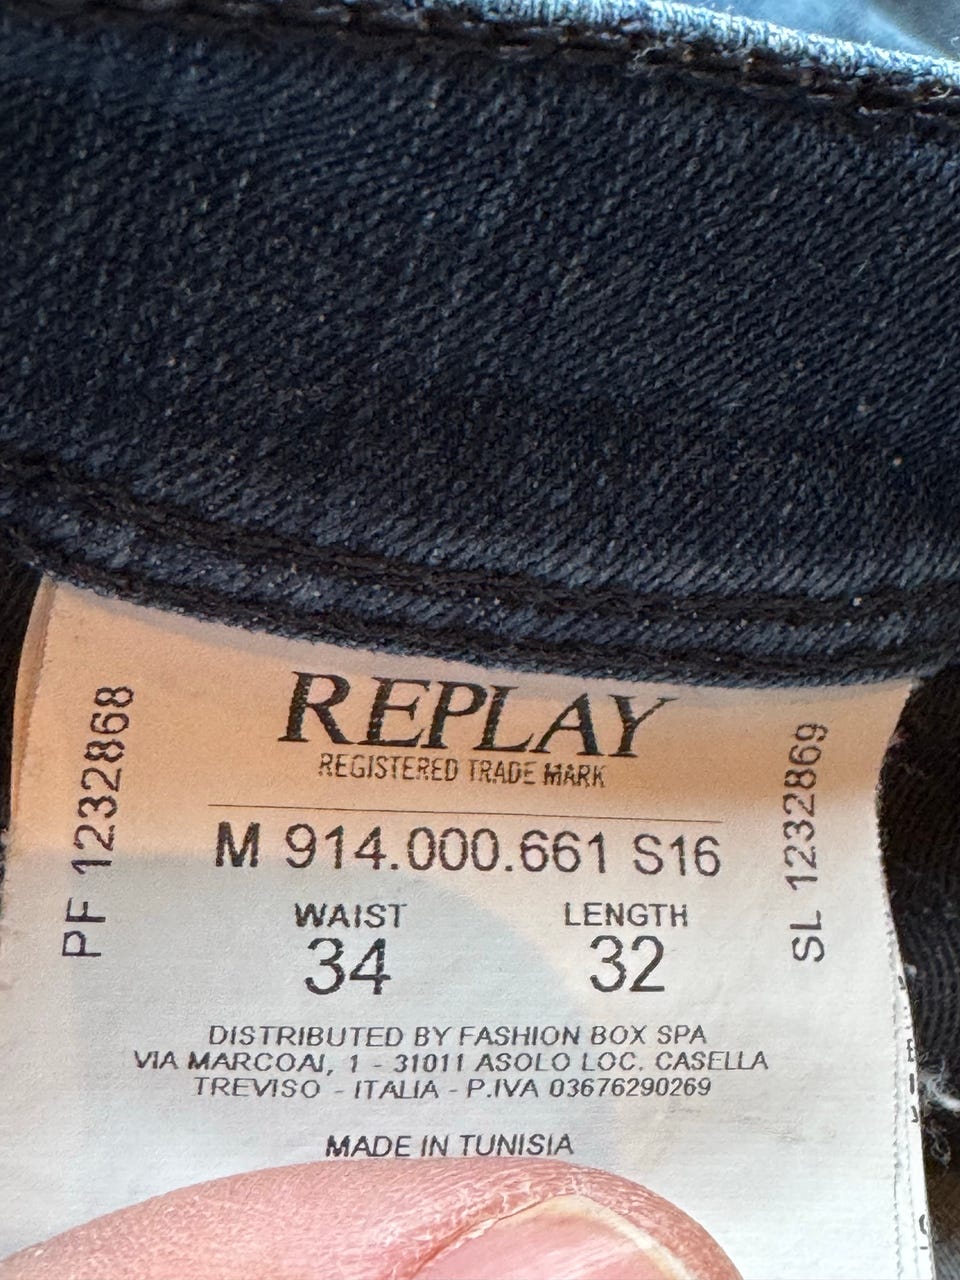 REPLAY
REGISTERED TRADE MARK
M 914.000.661 S16
WAIST LENGTH
34 32
DISTRIBUTED BY FASHION BOX SPA
VIA MARCOAI, 1 - 31011 ASOLO LOC. CASELLA
TREVISO - ITALIA - P.IVA 03676290269
MADE IN TUNISIA
PF 1232868
SL 1232869